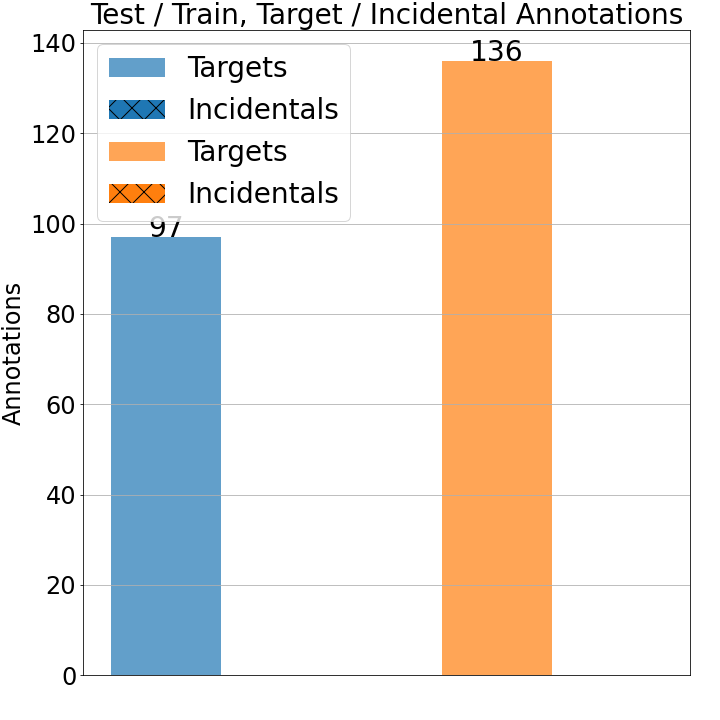 Test / Train, Target / Incidental Annotations
140
120
100
80
60
40
20
0
Annotations
Targets
Incidentals
Targets
Incidentals
97
136